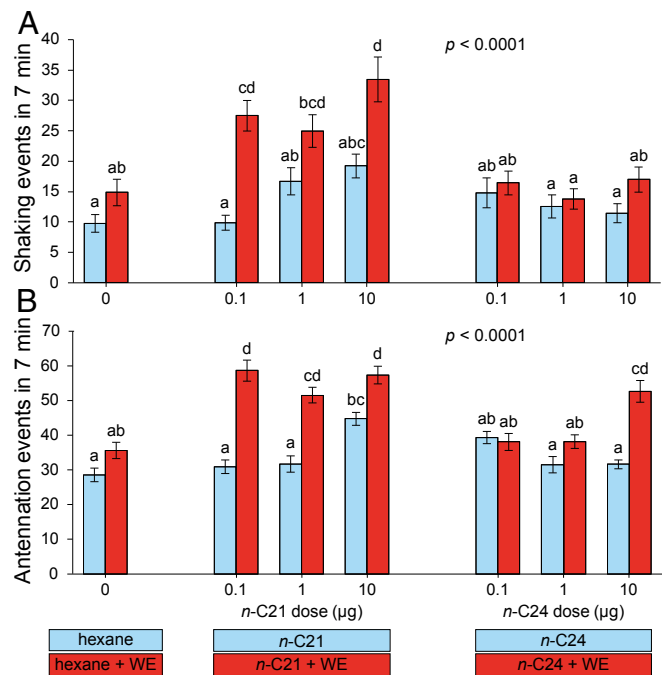 A
p < 0.0001
Shaking events in 7 min
40
35
30
25
20
15
10
5
0
a ab a cd ab bcd abc d ab ab a a a ab
0 0.1 1 10 0.1 1 10
B
p < 0.0001
Antennation events in 7 min
70
60
50
40
30
20
10
0
a ab a d a cd bc d ab ab a ab a cd
0 0.1 1 10 0.1 1 10
n-C21 dose (µg) n-C24 dose (µg)
hexane n-C21 n-C24
hexane + WE n-C21 + WE n-C24 + WE